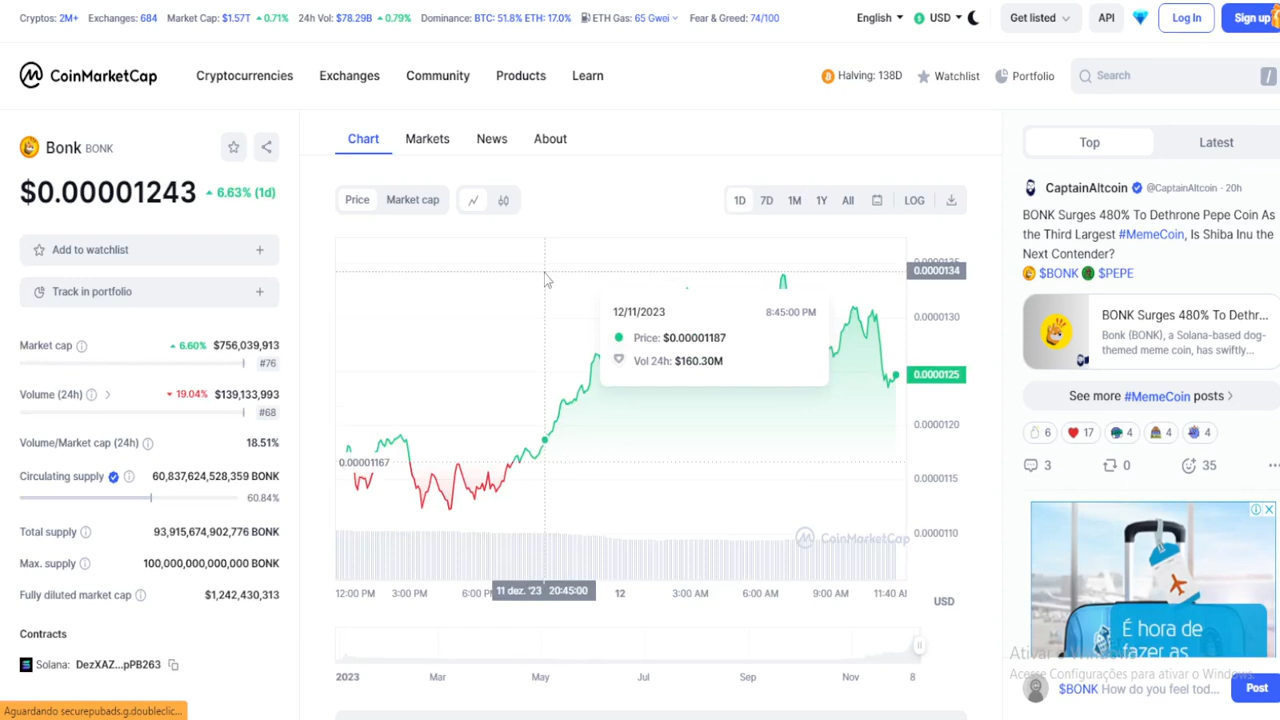 Cryptos: 2M+ Exchanges: 684 Market Cap: $1.57T 0.71% 24h Vol: $78.29B 0.79% Dominance: BTC: 51.8% ETH: 17.0% ETH Gas: 65 Gwei Fear & Greed: 74/100
English USD Get listed API Log In Sign up
CoinMarketCap Cryptocurrencies Exchanges Community Products Learn
Halving: 138D Watchlist Portfolio Search /
Bonk BONK
$0.00001243 6.63% (1d)
Add to watchlist +
Track in portfolio +
Market cap 6.60% $756,039,913
#76
Volume (24h) 19.04% $139,133,993
#68
Volume/Market cap (24h) 18.51%
Circulating supply 60,837,624,528,359 BONK
60.84%
Total supply 93,915,674,902,776 BONK
Max. supply 100,000,000,000,000 BONK
Fully diluted market cap $1,242,430,313
Contracts
Solana: DezXAZ...pPB263
Aguardando securepubads.g.doubleclic...
Chart Markets News About
Price Market cap
1D 7D 1M 1Y All LOG
0.0000135
0.0000134
0.0000130
0.0000125
0.0000120
0.0000115
0.0000110
12/11/2023 8:45:00 PM
Price: $0.00001187
Vol 24h: $160.30M
0.00001167
CoinMarketCap
12:00 PM 3:00 PM 6:00 P 11 dez. '23 20:45:00 12 3:00 AM 6:00 AM 9:00 AM 11:40 A
USD
2023 Mar May Jul Sep Nov 8
Top Latest
CaptainAltcoin @CaptainAltcoin · 20h
BONK Surges 480% To Dethrone Pepe Coin As
the Third Largest #MemeCoin, Is Shiba Inu the
Next Contender?
$BONK $PEPE
BONK Surges 480% To Dethr...
Bonk (BONK), a Solana-based dog-
themed meme coin, has swiftly...
See more #MemeCoin posts
6 17 4 4 4
3 0 35 ...
É hora de
fazer as
Ativar o Windows
Acesse Configurações para ativar o Windows.
$BONK How do you feel tod... Post